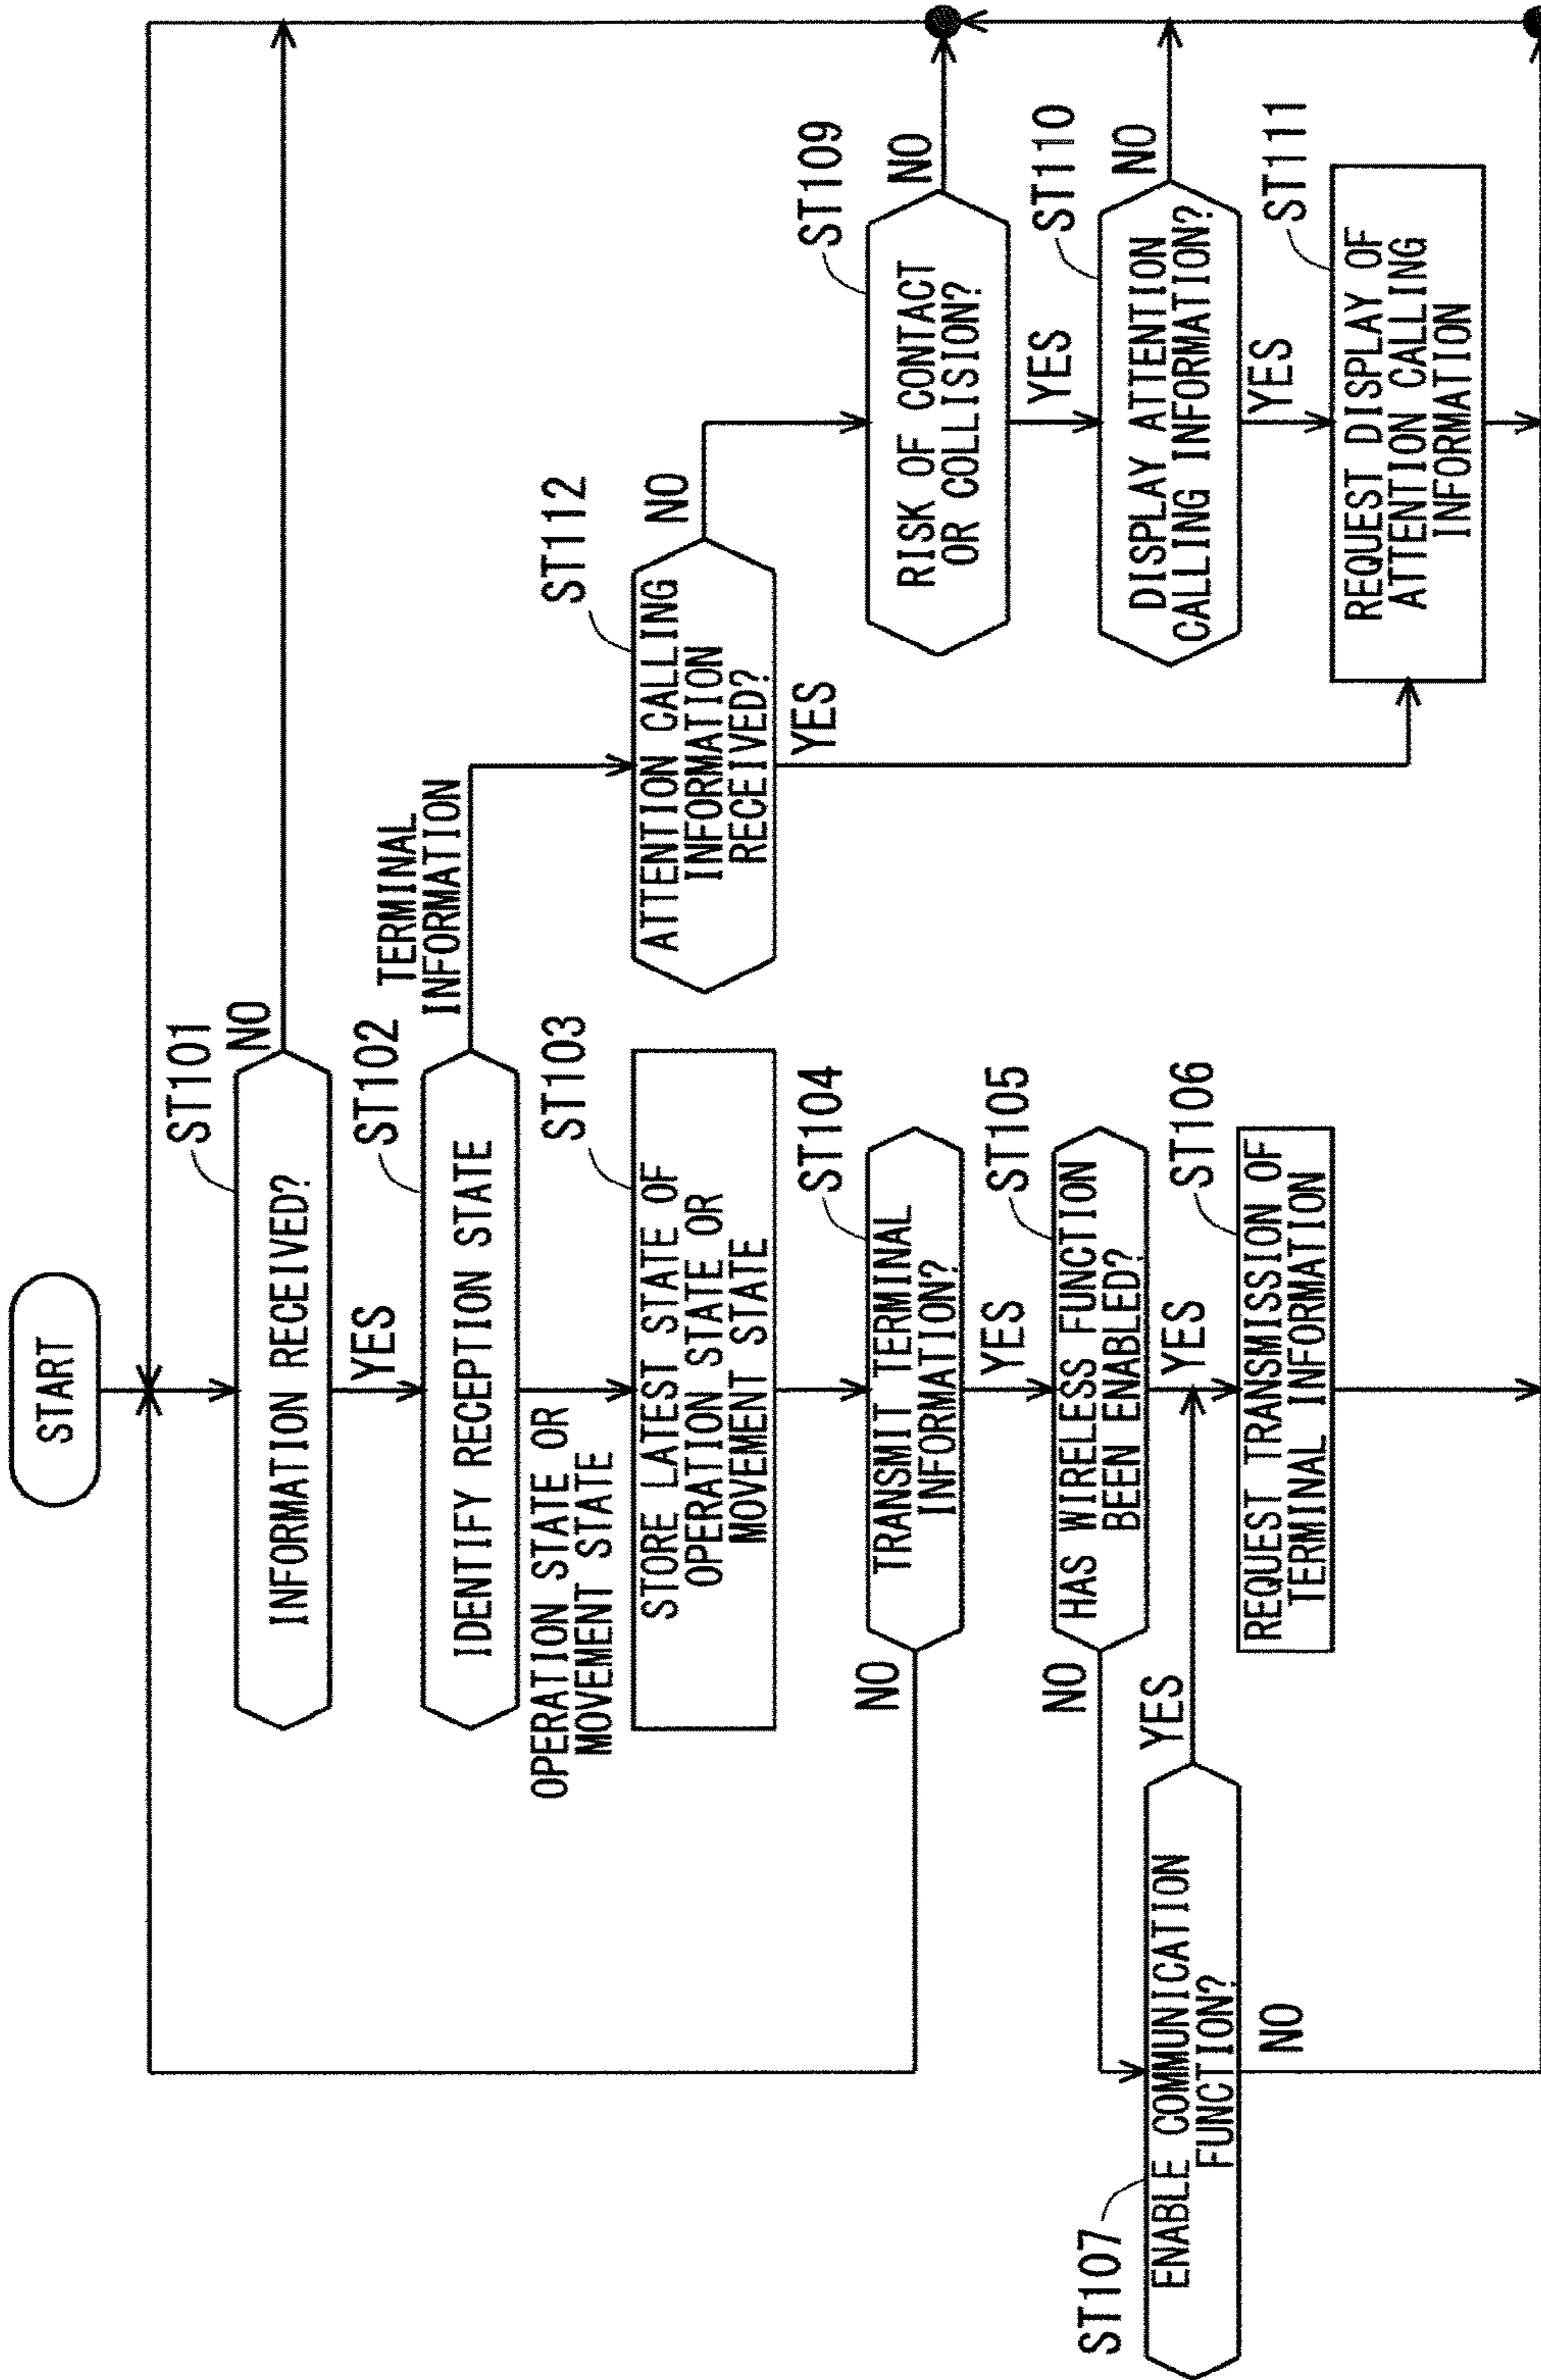 START
ST101
INFORMATION RECEIVED?
NO
YES
ST102
IDENTIFY RECEPTION STATE
TERMINAL
INFORMATION
OPERATION STATE OR
MOVEMENT STATE
ST103
STORE LATEST STATE OF
OPERATION STATE OR
MOVEMENT STATE
ST104
TRANSMIT TERMINAL
INFORMATION?
NO
YES
ST105
HAS WIRELESS FUNCTION
BEEN ENABLED?
NO
YES
ST106
REQUEST TRANSMISSION OF
TERMINAL INFORMATION
ST107
ENABLE COMMUNICATION
FUNCTION?
YES
NO
ST112
ATTENTION CALLING
INFORMATION
RECEIVED?
NO
YES
ST109
RISK OF CONTACT
OR COLLISION?
NO
YES
ST110
DISPLAY ATTENTION
CALLING INFORMATION?
NO
YES
ST111
REQUEST DISPLAY OF
ATTENTION CALLING
INFORMATION